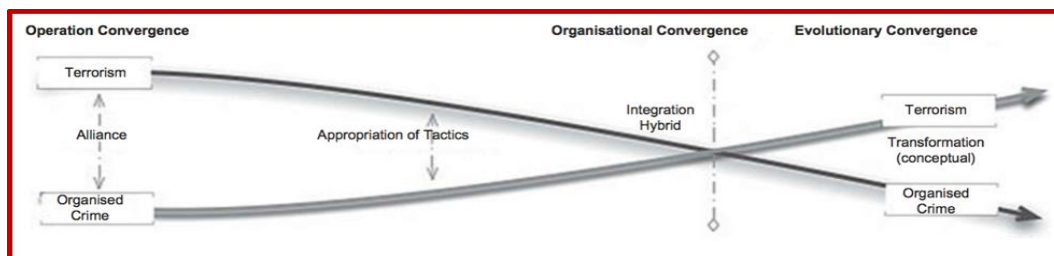 Operation Convergence
Organisational Convergence
Evolutionary Convergence
Terrorism
Alliance
Organised
Crime
Appropriation of Tactics
Integration
Hybrid
Terrorism
Transformation
(conceptual)
Organised
Crime